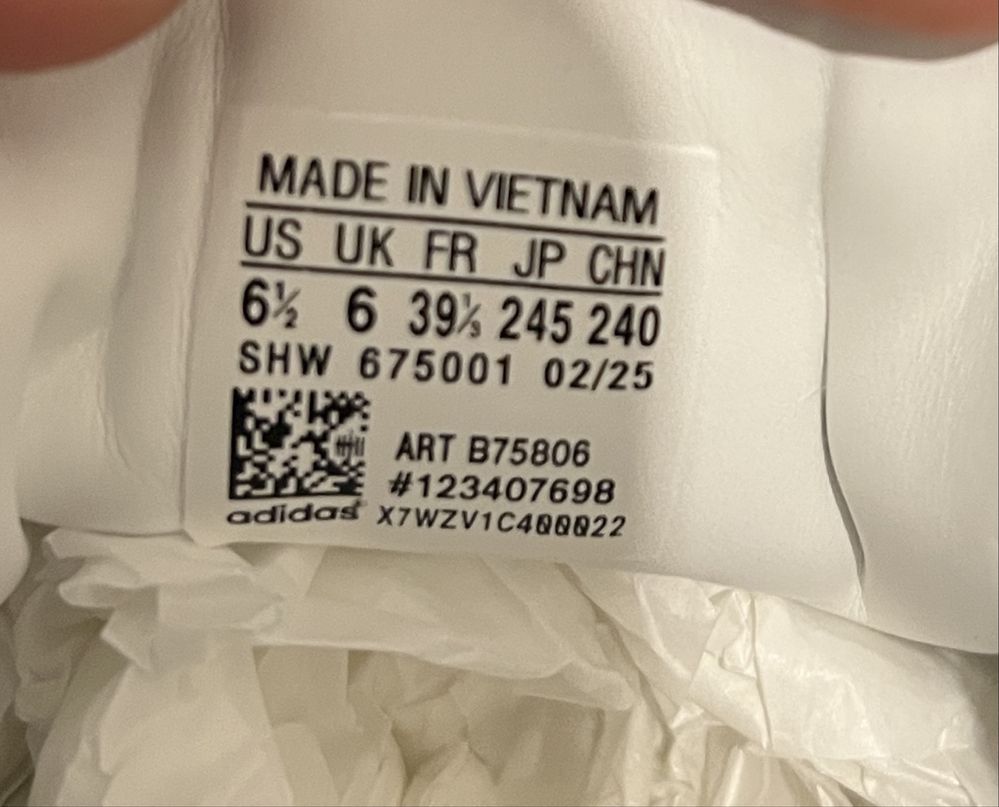 MADE IN VIETNAM
US UK FR JP CHN
6½ 6 39⅓ 245 240
SHW 675001 02/25
ART B75806
#123407698
adidas X7WZV1C400022